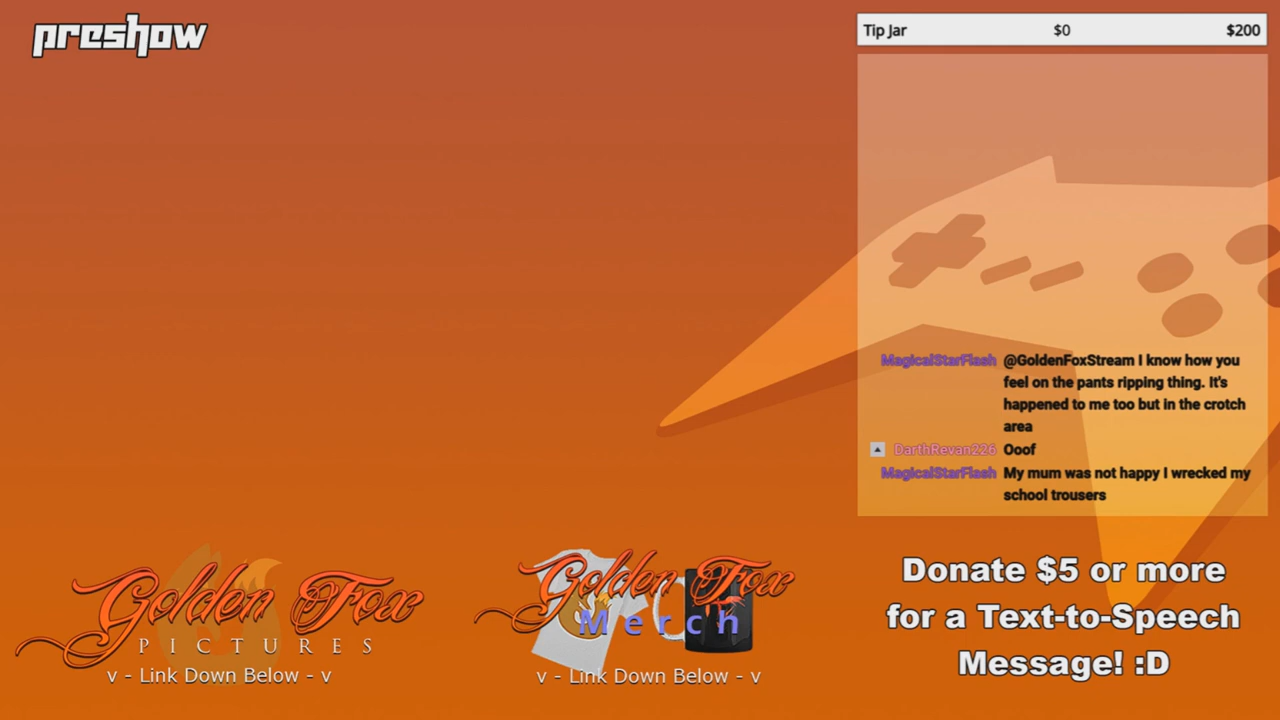 preshow
Tip Jar $0 $200
MagicalStarFlash @GoldenFoxStream I know how you
feel on the pants ripping thing. It's
happened to me too but in the crotch
area
DarthRevan226 Ooof
MagicalStarFlash My mum was not happy I wrecked my
school trousers
Golden Fox
PICTURES
v - Link Down Below - v
Golden Fox
Merch
v - Link Down Below - v
Donate $5 or more
for a Text-to-Speech
Message! :D